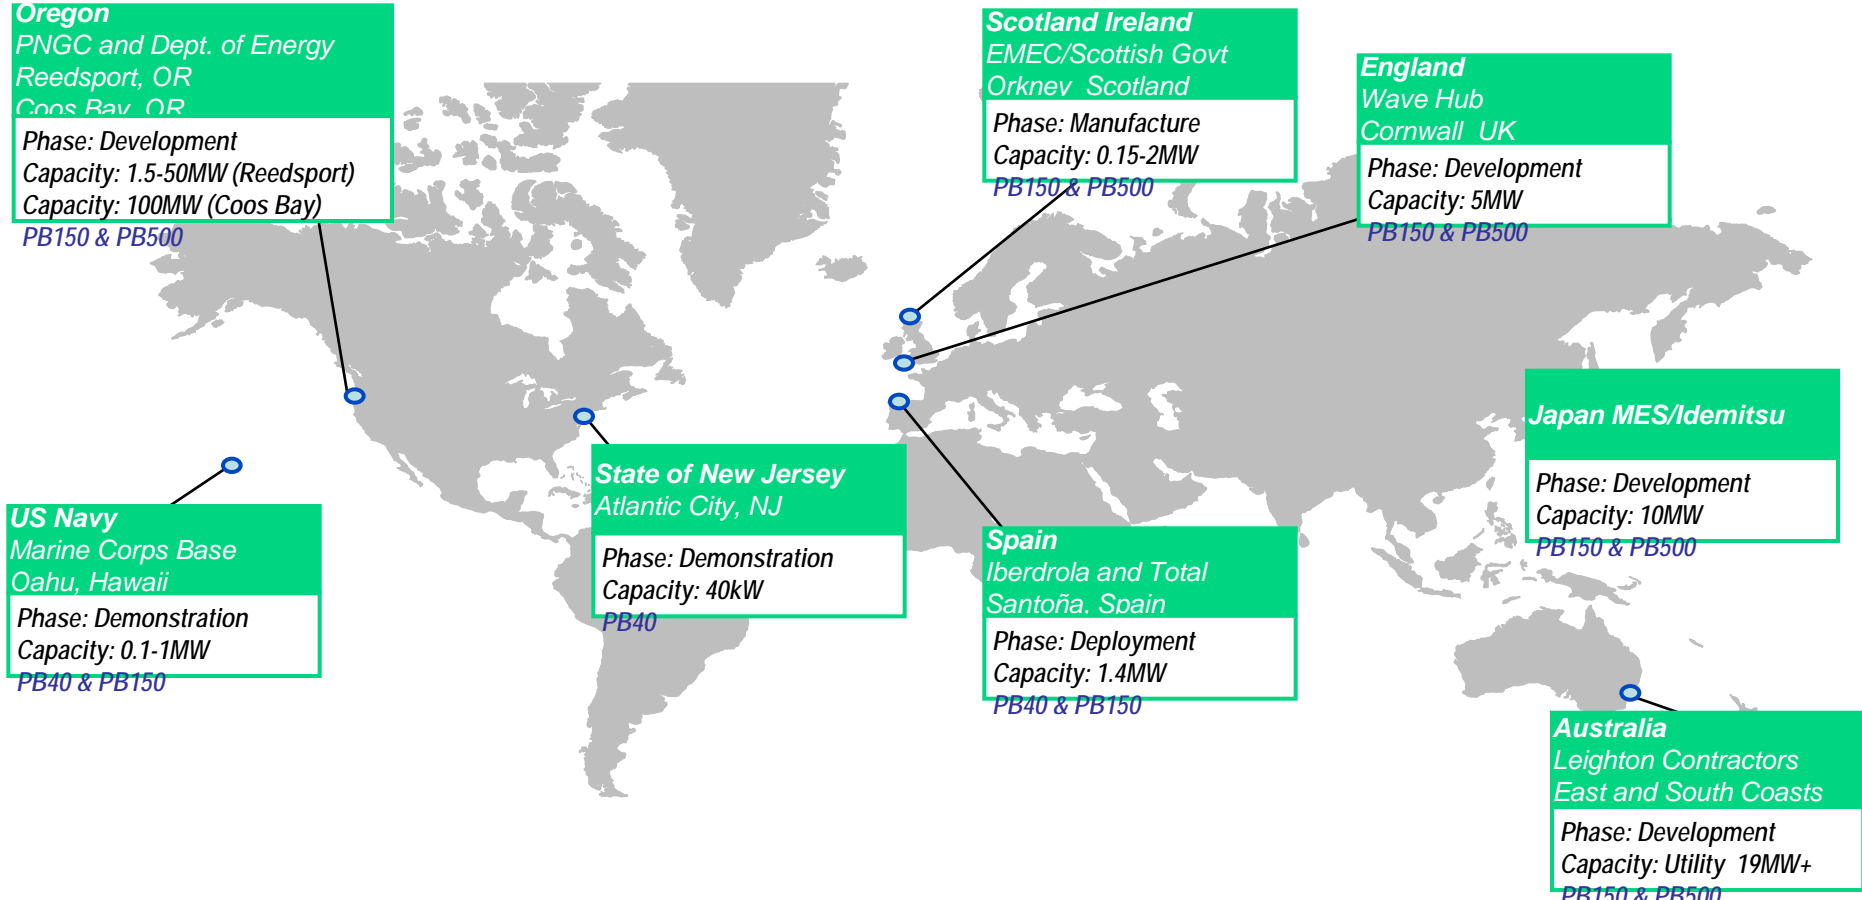 Oregon
PNGC and Dept. of Energy
Reedsport, OR
Coos Bay, OR
Phase: Development
Capacity: 1.5-50MW (Reedsport)
Capacity: 100MW (Coos Bay)
PB150 & PB500
Scotland Ireland
EMEC/Scottish Govt
Orkney Scotland
Phase: Manufacture
Capacity: 0.15-2MW
PB150 & PB500
England
Wave Hub
Cornwall UK
Phase: Development
Capacity: 5MW
PB150 & PB500
Japan MES/Idemitsu
Phase: Development
Capacity: 10MW
PB150 & PB500
State of New Jersey
Atlantic City, NJ
Phase: Demonstration
Capacity: 40kW
PB40
US Navy
Marine Corps Base
Oahu, Hawaii
Phase: Demonstration
Capacity: 0.1-1MW
PB40 & PB150
Spain
Iberdrola and Total
Santoña, Spain
Phase: Deployment
Capacity: 1.4MW
PB40 & PB150
Australia
Leighton Contractors
East and South Coasts
Phase: Development
Capacity: Utility 19MW+
PB150 & PB500